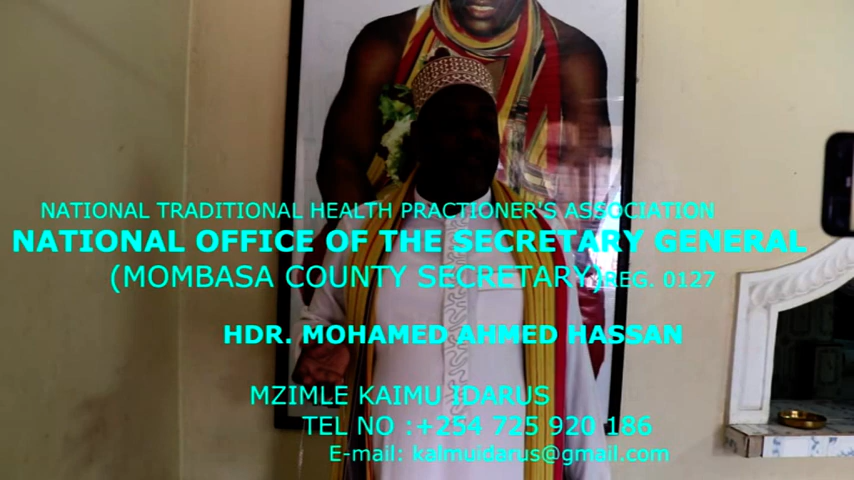 NATIONAL TRADITIONAL HEALTH PRACTIONER'S ASSOCIATION
NATIONAL OFFICE OF THE SECRETARY GENERAL
(MOMBASA COUNTY SECRETARY)REG. 0127
HDR. MOHAMED AHMED HASSAN
MZIMLE KAIMU IDARUS
TEL NO :+254 725 920 186
E-mail: kalmuidarus@gmail.com